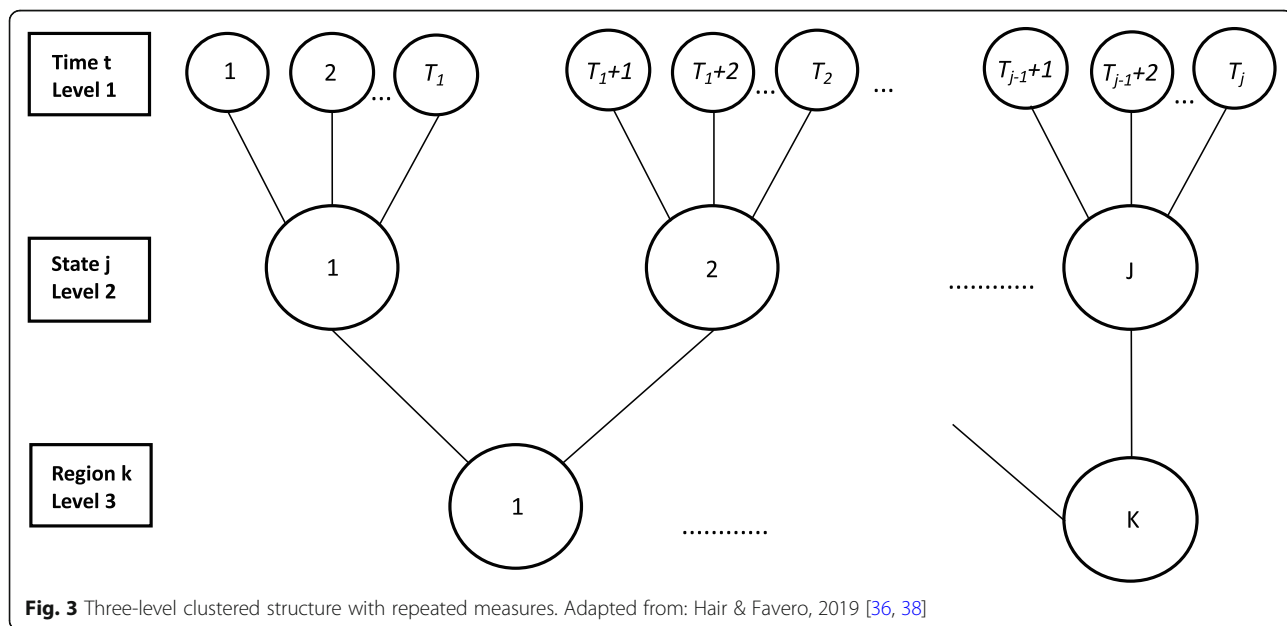 Time t
Level 1
1 2 ... T1 T1+1 T1+2 ... T2 ... Tj-1+1 Tj-1+2 ... Tj
State j
Level 2
1 2 ............ J
Region k
Level 3
1 ............ K
Fig. 3 Three-level clustered structure with repeated measures. Adapted from: Hair & Favero, 2019 [36, 38]